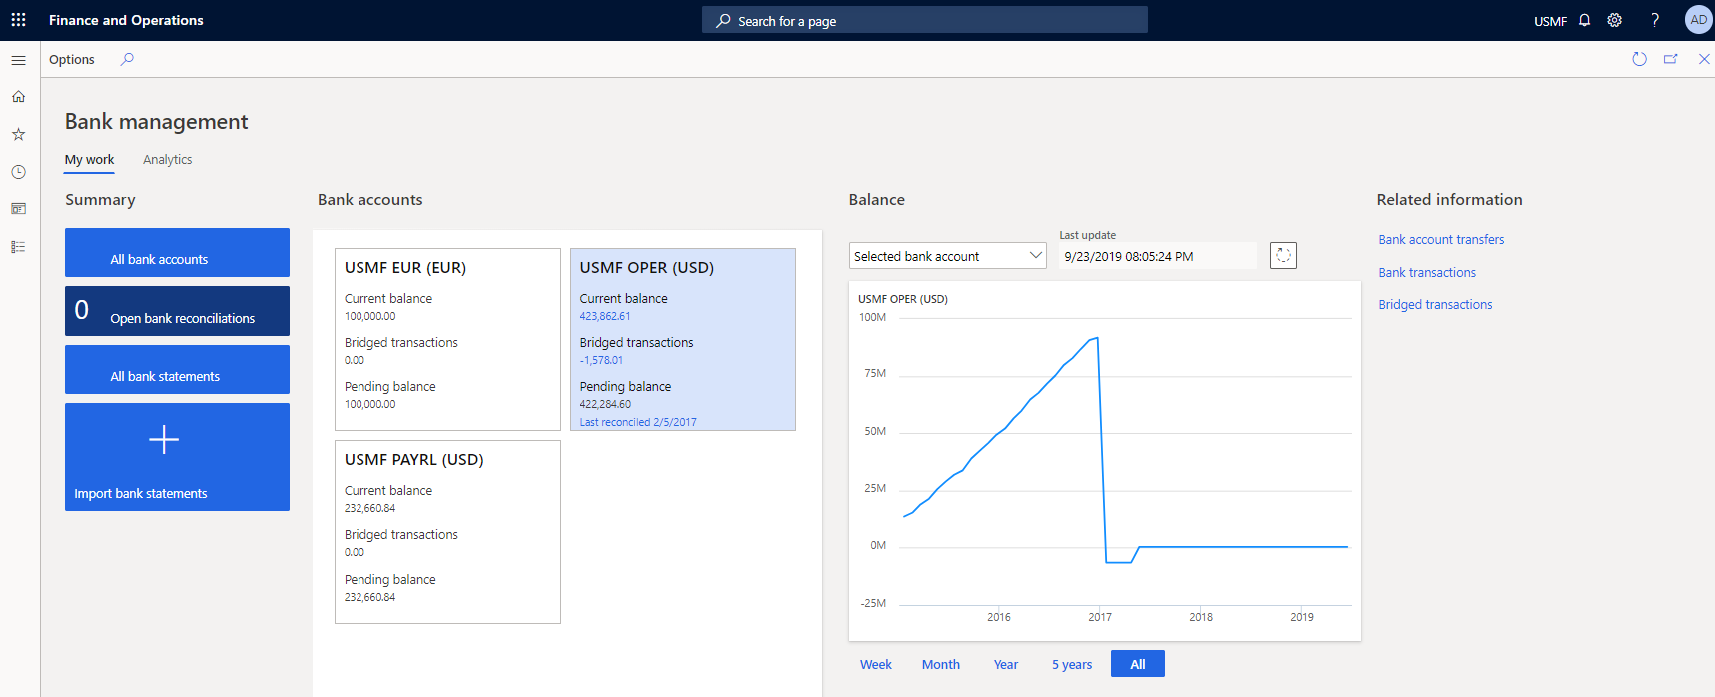 Finance and Operations
Search for a page
USMF
?
AD
Options
Bank management
My work
Analytics
Summary
All bank accounts
0
Open bank reconciliations
All bank statements
Import bank statements
Bank accounts
USMF EUR (EUR)
Current balance
100,000.00
Bridged transactions
0.00
Pending balance
100,000.00
USMF OPER (USD)
Current balance
423,862.61
Bridged transactions
-1,578.01
Pending balance
422,284.60
Last reconciled 2/5/2017
USMF PAYRL (USD)
Current balance
232,660.84
Bridged transactions
0.00
Pending balance
232,660.84
Balance
Selected bank account
Last update
9/23/2019 08:05:24 PM
USMF OPER (USD)
100M
75M
50M
25M
0M
-25M
2016
2017
2018
2019
Week
Month
Year
5 years
All
Related information
Bank account transfers
Bank transactions
Bridged transactions